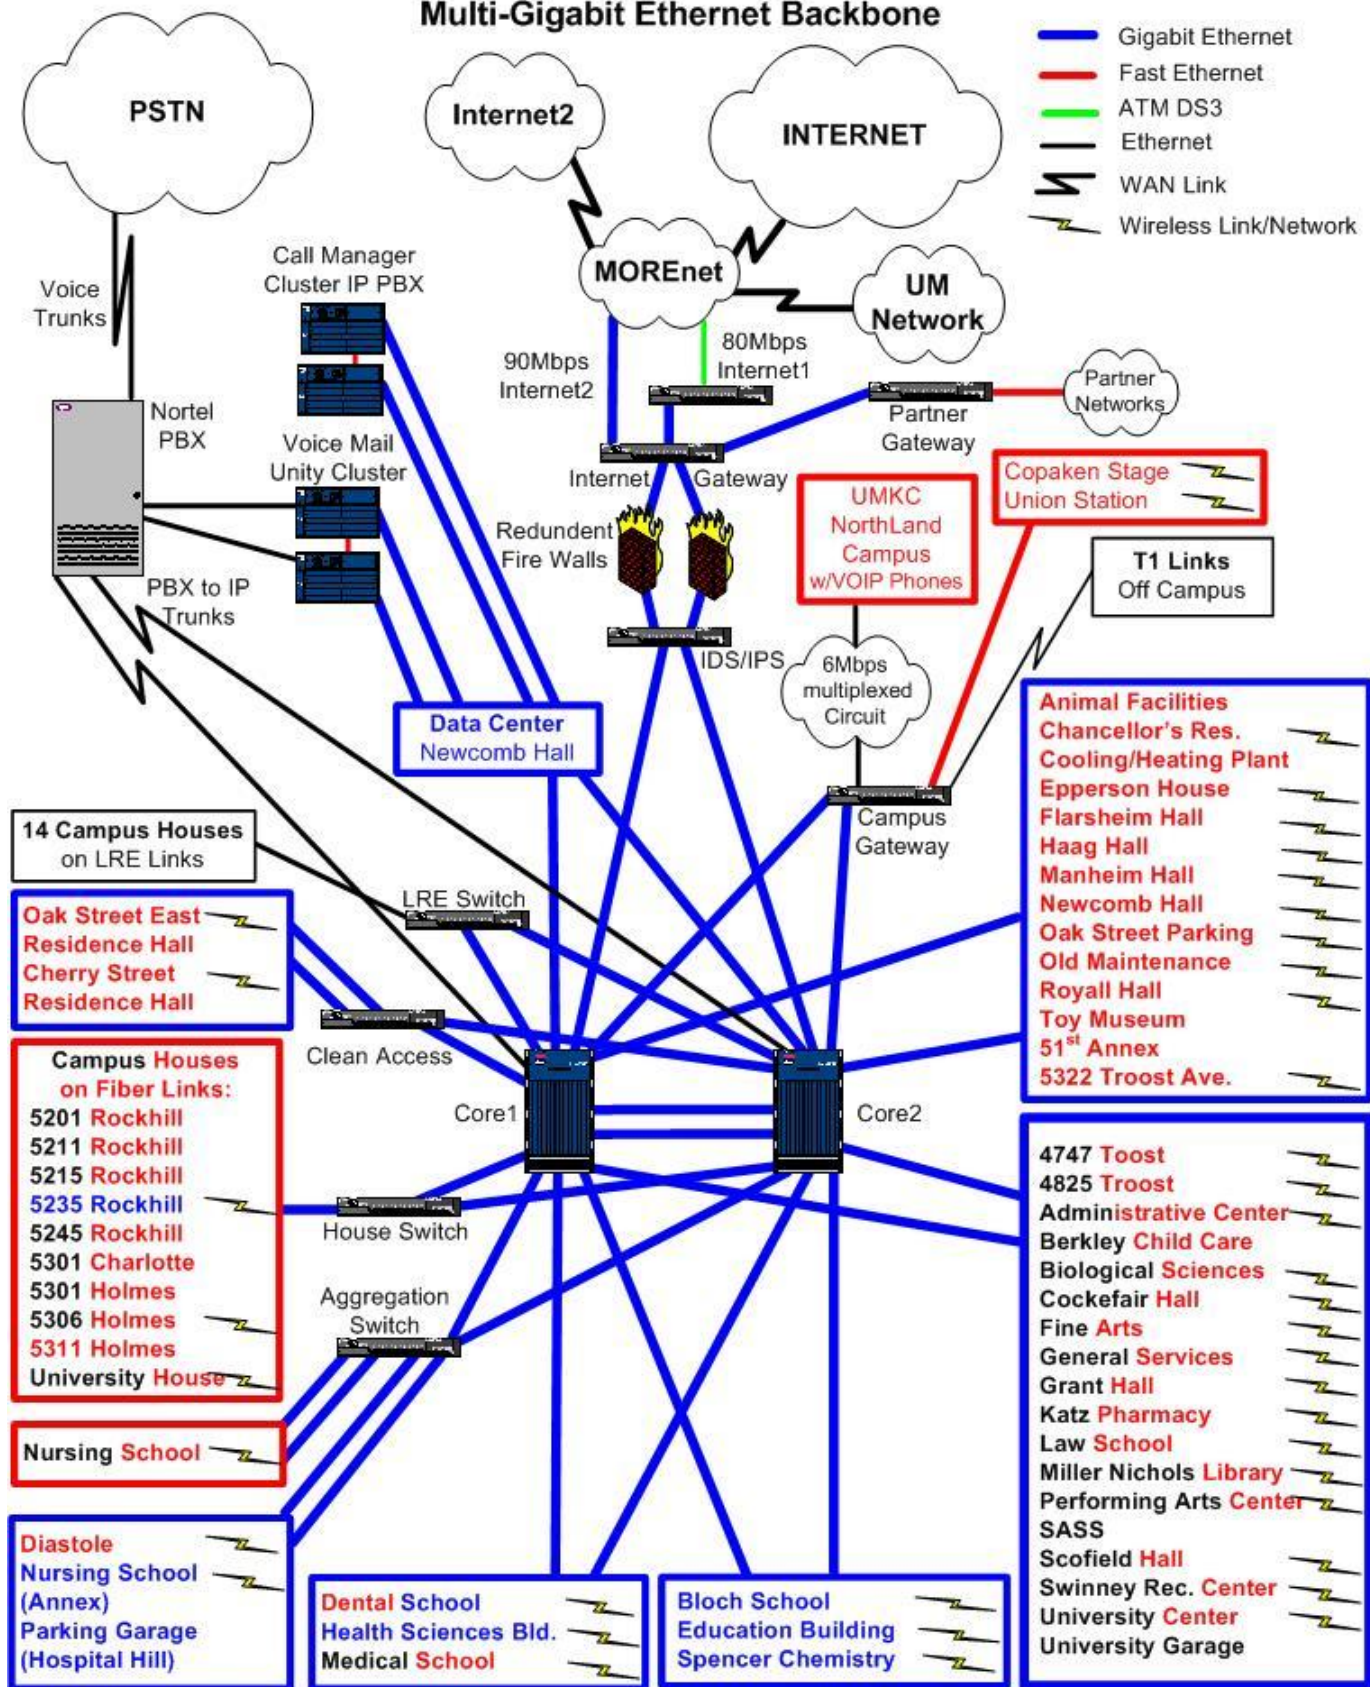 Multi-Gigabit Ethernet Backbone
Gigabit Ethernet
Fast Ethernet
ATM DS3
Ethernet
WAN Link
Wireless Link/Network
PSTN
Internet2
INTERNET
MOREnet
UM
Network
Voice
Trunks
Call Manager
Cluster IP PBX
90Mbps
Internet2
80Mbps
Internet1
Partner
Networks
Partner
Gateway
Nortel
PBX
Voice Mail
Unity Cluster
Internet Gateway
Copaken Stage
Union Station
UMKC
NorthLand
Campus
w/VOIP Phones
Redundent
Fire Walls
T1 Links
Off Campus
PBX to IP
Trunks
IDS/IPS
6Mbps
multiplexed
Circuit
Data Center
Newcomb Hall
Campus
Gateway
14 Campus Houses
on LRE Links
LRE Switch
Animal Facilities
Chancellor's Res.
Cooling/Heating Plant
Epperson House
Flarsheim Hall
Haag Hall
Manheim Hall
Newcomb Hall
Oak Street Parking
Old Maintenance
Royall Hall
Toy Museum
51st Annex
5322 Troost Ave.
Oak Street East
Residence Hall
Cherry Street
Residence Hall
Clean Access
Core1
Core2
Campus Houses
on Fiber Links:
5201 Rockhill
5211 Rockhill
5215 Rockhill
5235 Rockhill
5245 Rockhill
5301 Charlotte
5301 Holmes
5306 Holmes
5311 Holmes
University House
House Switch
Aggregation
Switch
4747 Toost
4825 Troost
Administrative Center
Berkley Child Care
Biological Sciences
Cockefair Hall
Fine Arts
General Services
Grant Hall
Katz Pharmacy
Law School
Miller Nichols Library
Performing Arts Center
SASS
Scofield Hall
Swinney Rec. Center
University Center
University Garage
Nursing School
Diastole
Nursing School
(Annex)
Parking Garage
(Hospital Hill)
Dental School
Health Sciences Bld.
Medical School
Bloch School
Education Building
Spencer Chemistry